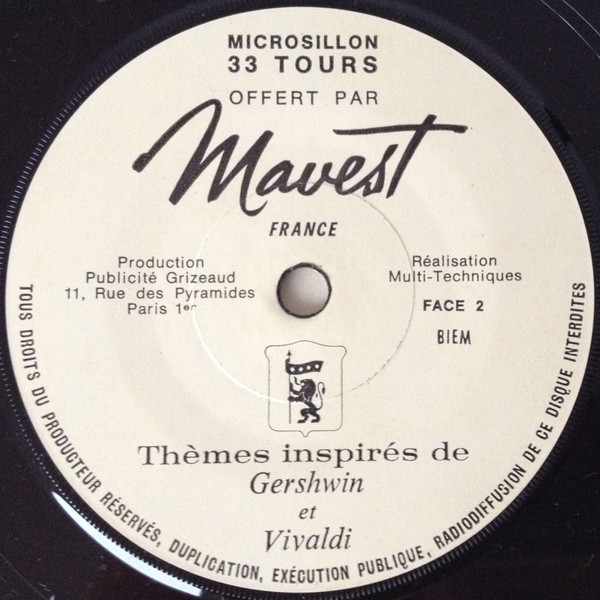 MICROSILLON
33 TOURS
OFFERT PAR
Mavest
FRANCE
Production
Publicité Grizeaud
11, Rue des Pyramides
Paris 1er
Réalisation
Multi-Techniques
FACE 2
BIEM
Thèmes inspirés de
Gershwin
et
Vivaldi
TOUS DROITS DU PRODUCTEUR RÉSERVÉS, DUPLICATION, EXÉCUTION PUBLIQUE, RADIODIFFUSION DE CE DISQUE INTERDITES